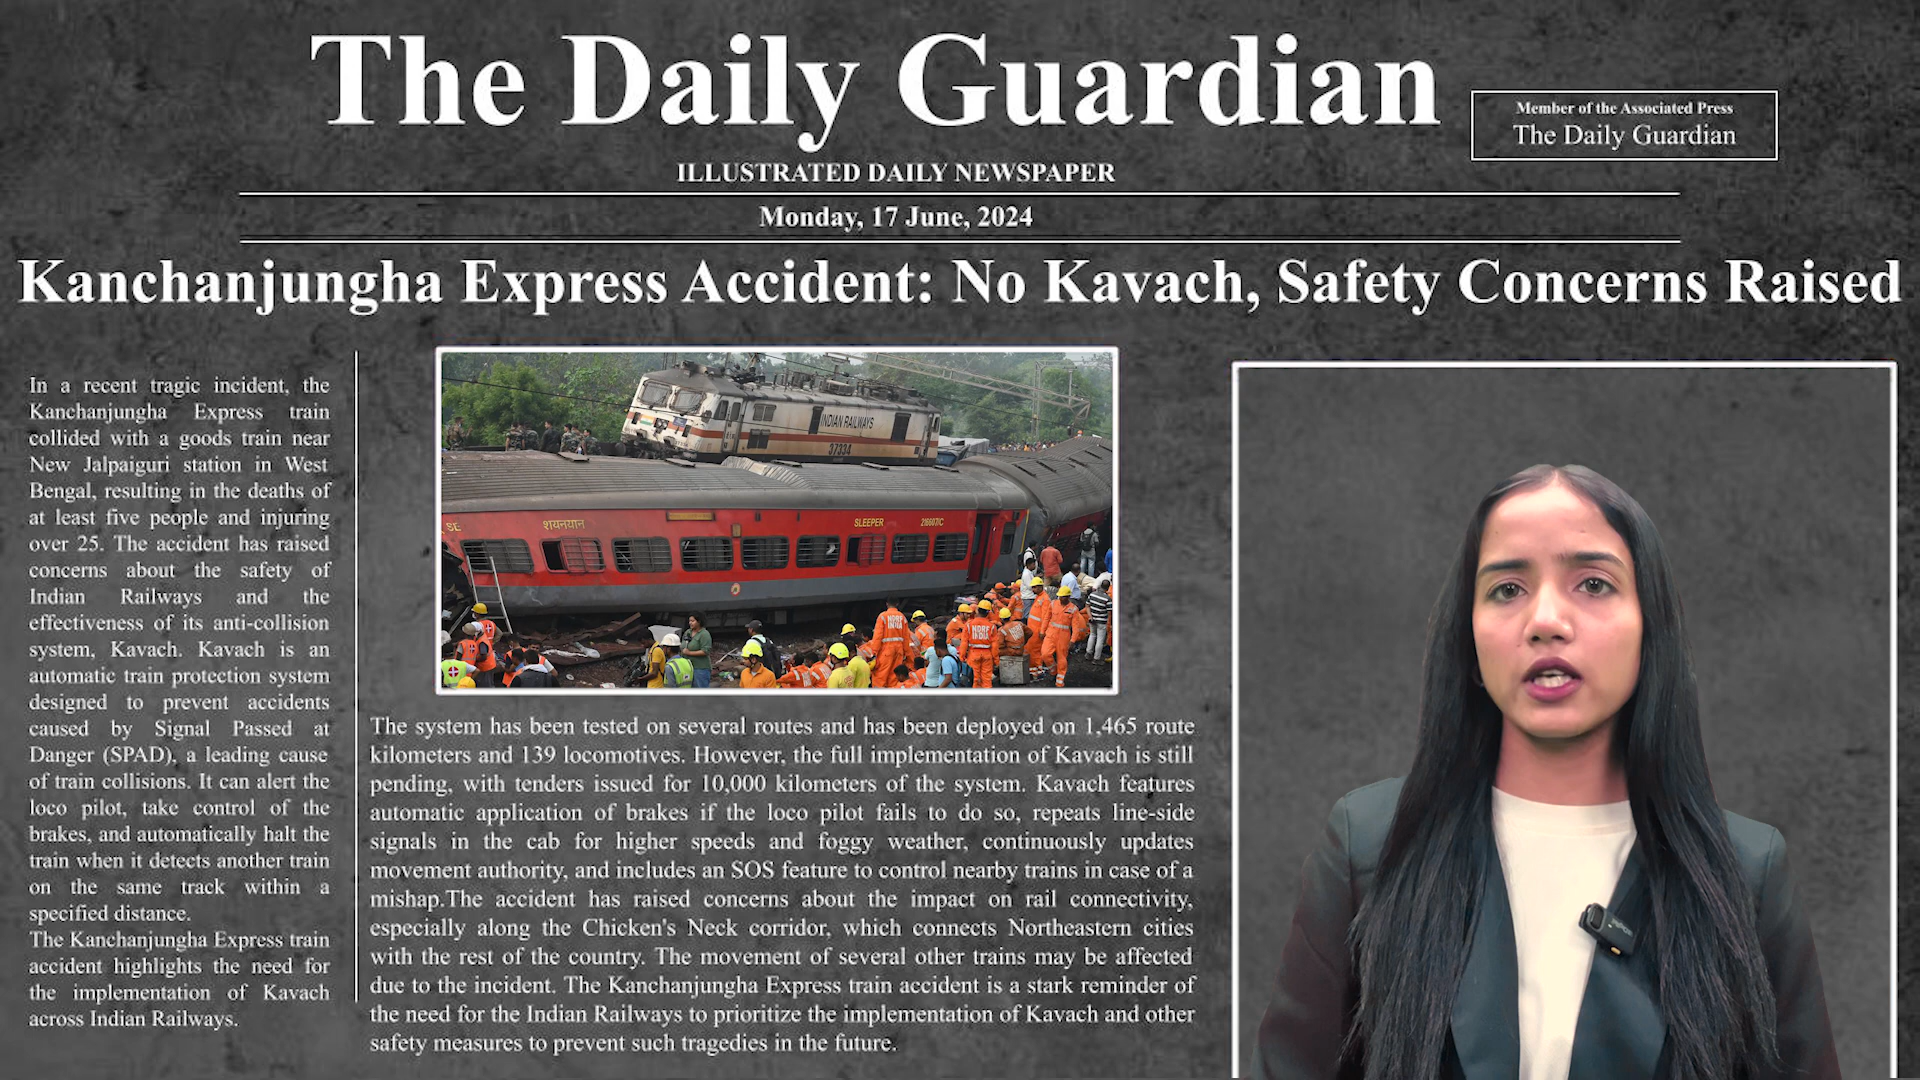 The Daily Guardian
Member of the Associated Press
The Daily Guardian
ILLUSTRATED DAILY NEWSPAPER
Monday, 17 June, 2024
Kanchanjungha Express Accident: No Kavach, Safety Concerns Raised
In a recent tragic incident, the
Kanchanjungha Express train
collided with a goods train near
New Jalpaiguri station in West
Bengal, resulting in the deaths of
at least five people and injuring
over 25. The accident has raised
concerns about the safety of
Indian Railways and the
effectiveness of its anti-collision
system, Kavach. Kavach is an
automatic train protection system
designed to prevent accidents
caused by Signal Passed at
Danger (SPAD), a leading cause
of train collisions. It can alert the
loco pilot, take control of the
brakes, and automatically halt the
train when it detects another train
on the same track within a
specified distance.
The Kanchanjungha Express train
accident highlights the need for
the implementation of Kavach
across Indian Railways.
INDIAN RAILWAYS
37334
SE
शयनयान
SLEEPER
NDRF
INDIA
NDRF
INDIA
The system has been tested on several routes and has been deployed on 1,465 route
kilometers and 139 locomotives. However, the full implementation of Kavach is still
pending, with tenders issued for 10,000 kilometers of the system. Kavach features
automatic application of brakes if the loco pilot fails to do so, repeats line-side
signals in the cab for higher speeds and foggy weather, continuously updates
movement authority, and includes an SOS feature to control nearby trains in case of a
mishap.The accident has raised concerns about the impact on rail connectivity,
especially along the Chicken's Neck corridor, which connects Northeastern cities
with the rest of the country. The movement of several other trains may be affected
due to the incident. The Kanchanjungha Express train accident is a stark reminder of
the need for the Indian Railways to prioritize the implementation of Kavach and other
safety measures to prevent such tragedies in the future.